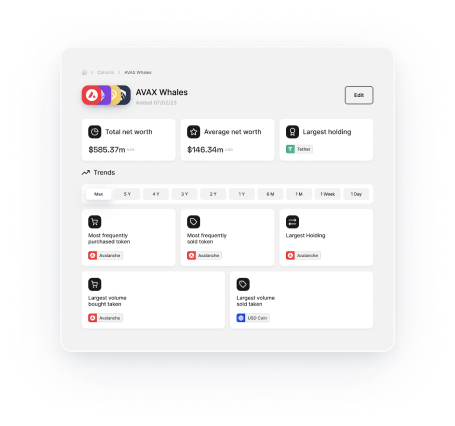 Cohorts
AVAX Whales
AVAX Whales
Added 07/02/23
Edit
Total net worth
$585.37m USD
Average net worth
$146.34m USD
Largest holding
Tether
Trends
Max
5 Y
4 Y
3 Y
2 Y
1 Y
6 M
1 M
1 Week
1 Day
Most frequently
purchased token
Avalanche
Most frequently
sold token
Avalanche
Largest Holding
Avalanche
Largest volume
bought taken
Avalanche
Largest volume
sold taken
USD Coin